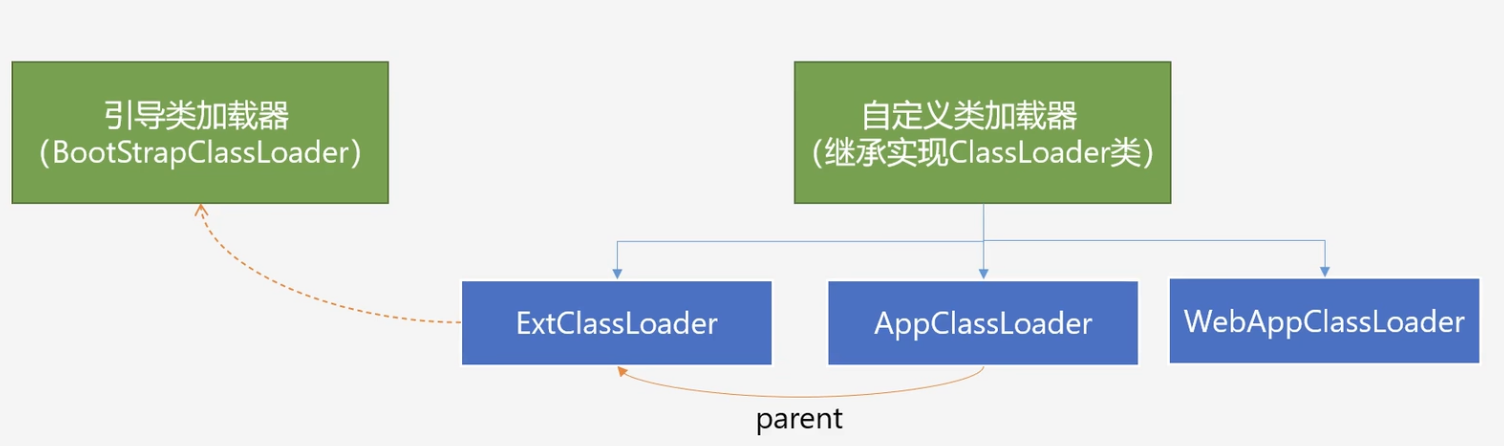 引导类加载器
（BootStrapClassLoader）
自定义类加载器
（继承实现ClassLoader类）
ExtClassLoader
AppClassLoader
WebAppClassLoader
parent